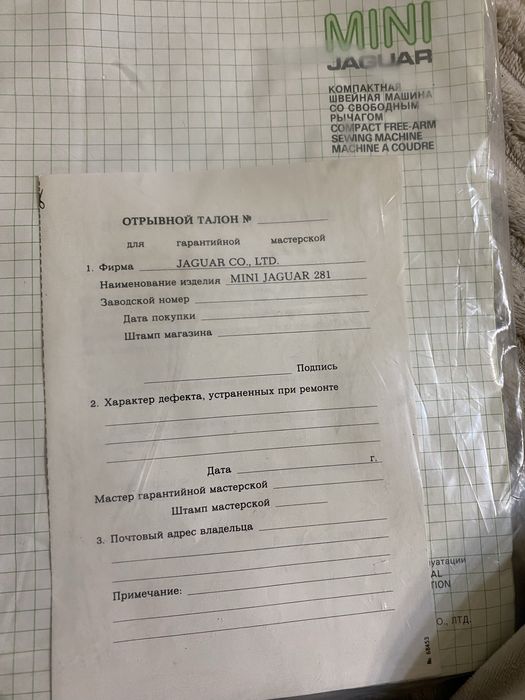 MINI
JAGUAR
КОМПАКТНАЯ
ШВЕЙНАЯ МАШИНА
СО СВОБОДНЫМ
РЫЧАГОМ
COMPACT FREE-ARM
SEWING MACHINE
MACHINE A COUDRE
ОТРЫВНОЙ ТАЛОН №
для гарантийной мастерской
1. Фирма JAGUAR CO., LTD.
Наименование изделия MINI JAGUAR 281
Заводской номер
Дата покупки
Штамп магазина
Подпись
2. Характер дефекта, устраненных при ремонте
Дата г.
Мастер гарантийной мастерской
Штамп мастерской
3. Почтовый адрес владельца
Примечание:
№ 68453